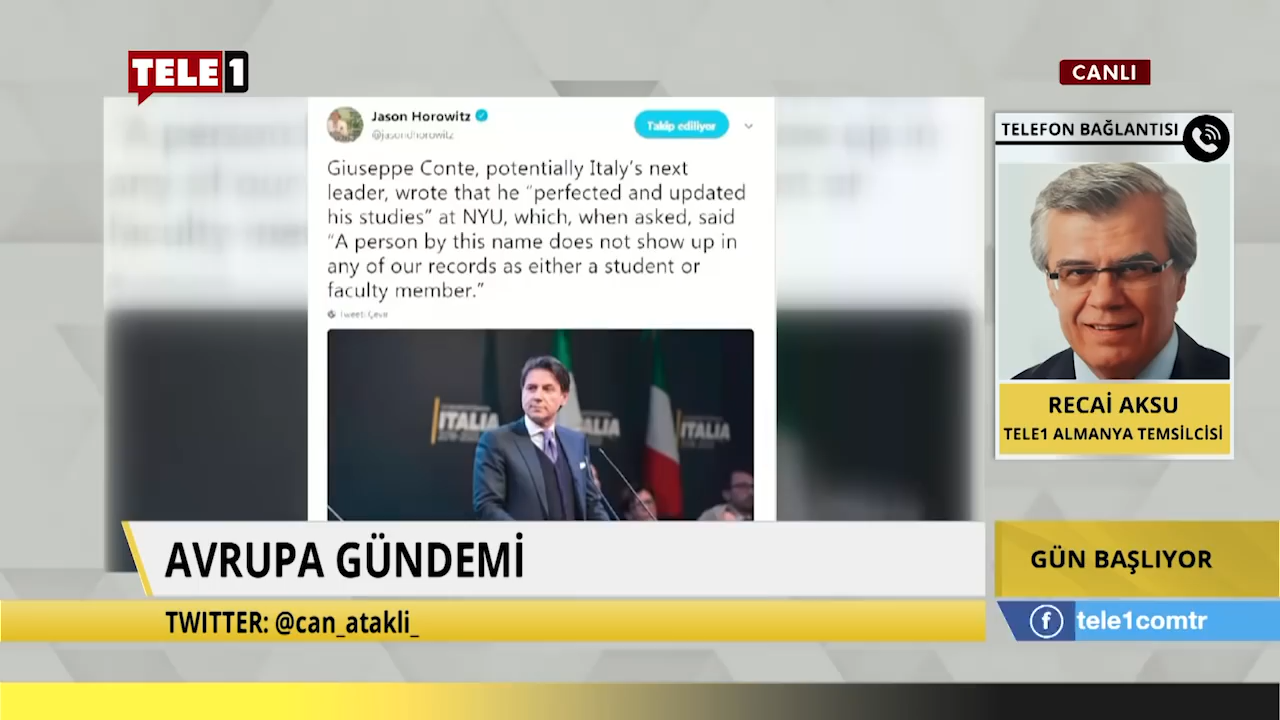 TELE 1
CANLI
Jason Horowitz
@jasondhorowitz
Takip ediliyor
Giuseppe Conte, potentially Italy's next
leader, wrote that he "perfected and updated
his studies" at NYU, which, when asked, said
"A person by this name does not show up in
any of our records as either a student or
faculty member."
Tweeti Çevir
ITALIA
ITALIA
TELEFON BAĞLANTISI
RECAİ AKSU
TELE1 ALMANYA TEMSİLCİSİ
AVRUPA GÜNDEMİ
GÜN BAŞLIYOR
TWITTER: @can_atakli_
tele1comtr